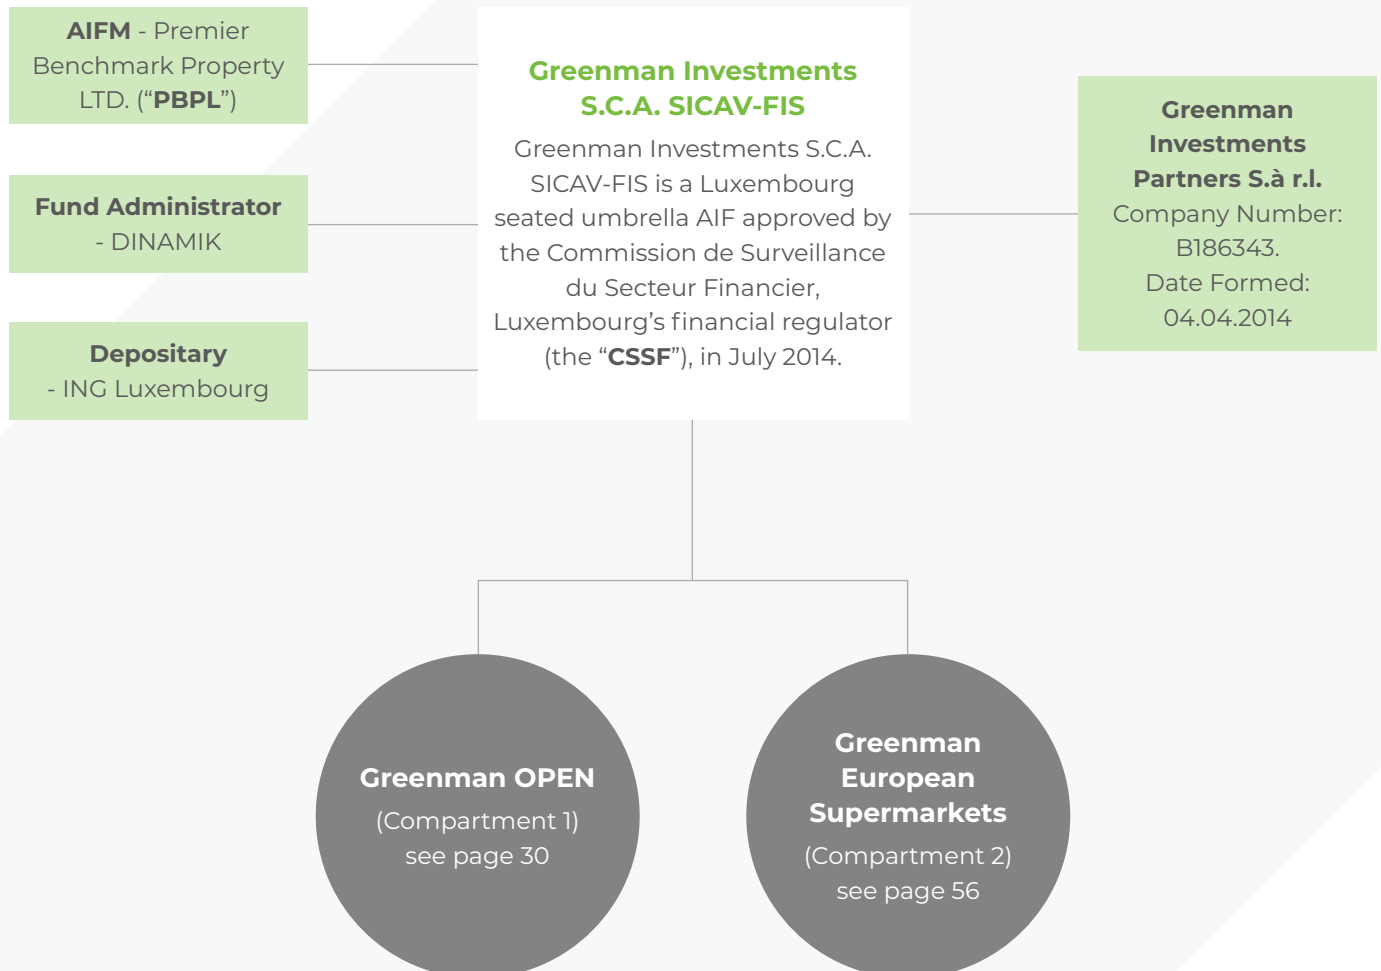 AIFM - Premier
Benchmark Property
LTD. (“PBPL”)
Fund Administrator
- DINAMIK
Depositary
- ING Luxembourg
Greenman Investments
S.C.A. SICAV-FIS
Greenman Investments S.C.A.
SICAV-FIS is a Luxembourg
seated umbrella AIF approved by
the Commission de Surveillance
du Secteur Financier,
Luxembourg’s financial regulator
(the “CSSF”), in July 2014.
Greenman
Investments
Partners S.à r.l.
Company Number:
B186343.
Date Formed:
04.04.2014
Greenman OPEN
(Compartment 1)
see page 30
Greenman
European
Supermarkets
(Compartment 2)
see page 56